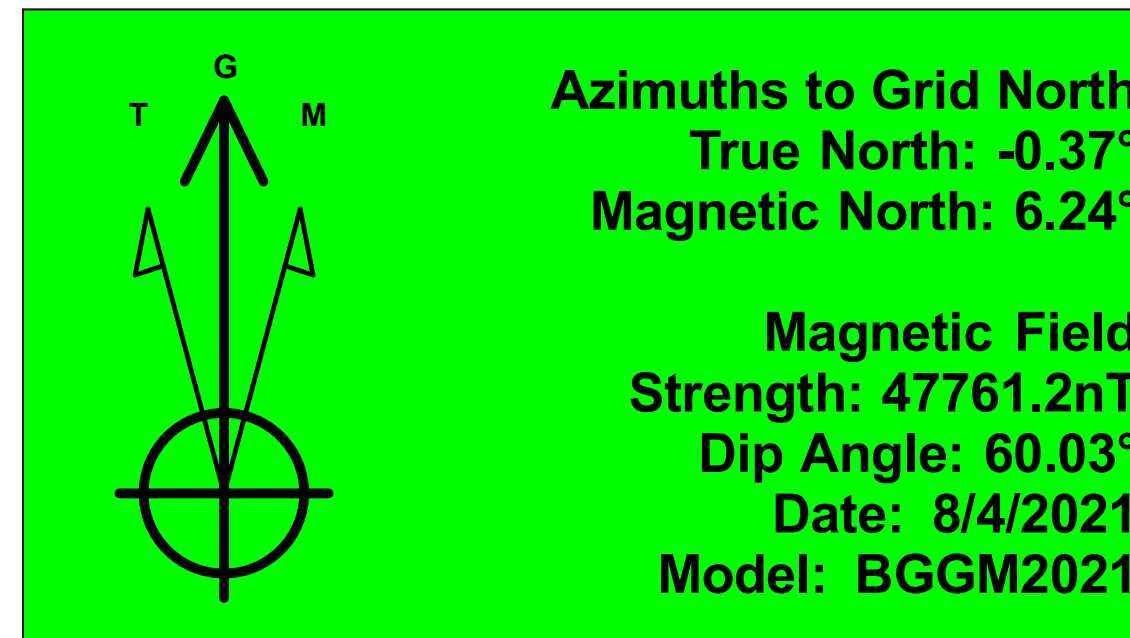 G
T
M
Azimuths to Grid North
True North: -0.37°
Magnetic North: 6.24°
Magnetic Field
Strength: 47761.2nT
Dip Angle: 60.03°
Date: 8/4/2021
Model: BGGM2021